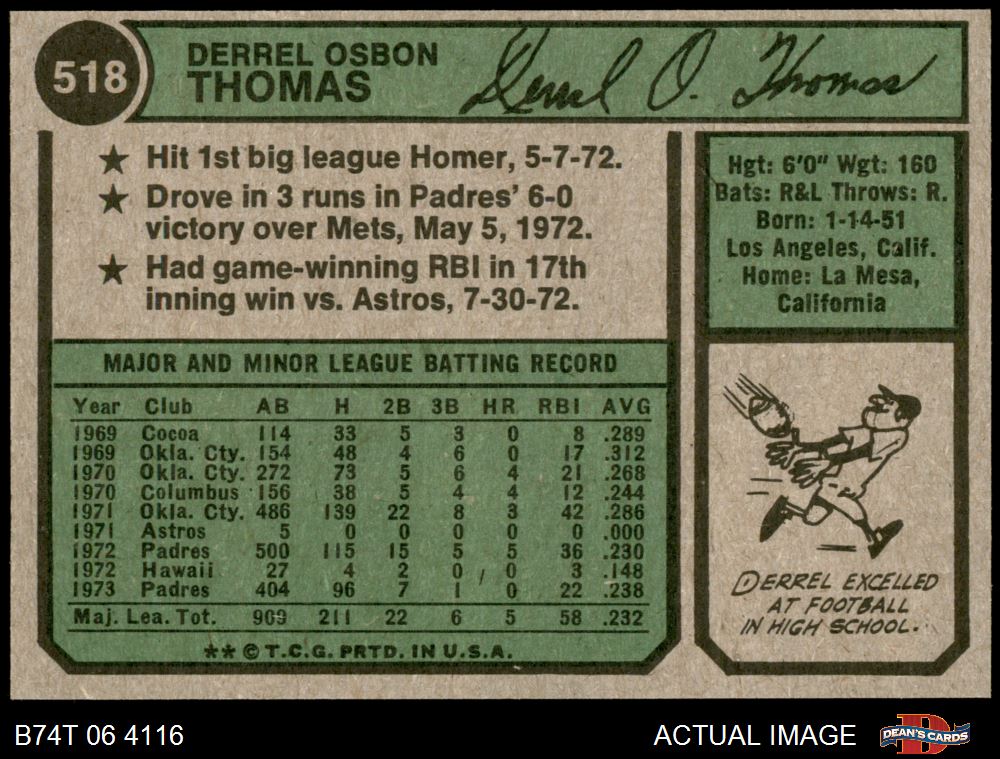 518
DERREL OSBON
THOMAS
Derrel O. Thomas
★ Hit 1st big league Homer, 5-7-72.
★ Drove in 3 runs in Padres' 6-0
victory over Mets, May 5, 1972.
★ Had game-winning RBI in 17th
inning win vs. Astros, 7-30-72.
Hgt: 6'0" Wgt: 160
Bats: R&L Throws: R.
Born: 1-14-51
Los Angeles, Calif.
Home: La Mesa,
California
MAJOR AND MINOR LEAGUE BATTING RECORD
Year Club AB H 2B 3B HR RBI AVG
1969 Cocoa 114 33 5 3 0 8 .289
1969 Okla. Cty. 154 48 4 6 0 17 .312
1970 Okla. Cty. 272 73 5 6 4 21 .268
1970 Columbus 156 38 5 4 4 12 .244
1971 Okla. Cty. 486 139 22 8 3 42 .286
1971 Astros 5 0 0 0 0 0 .000
1972 Padres 500 115 15 5 5 36 .230
1972 Hawaii 27 4 2 0 0 3 .148
1973 Padres 404 96 7 1 0 22 .238
Maj. Lea. Tot. 909 211 22 6 5 58 .232
** © T.C.G. PRTD. IN U.S.A.
DERREL EXCELLED
AT FOOTBALL
IN HIGH SCHOOL.
B74T 06 4116
ACTUAL IMAGE
D
DEAN'S CARDS